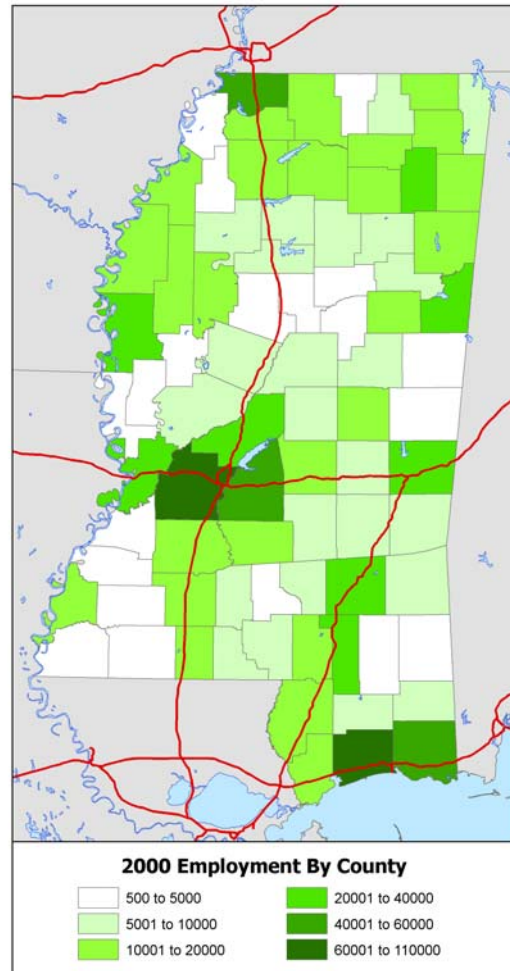 2000 Employment By County
500 to 5000
5001 to 10000
10001 to 20000
20001 to 40000
40001 to 60000
60001 to 110000